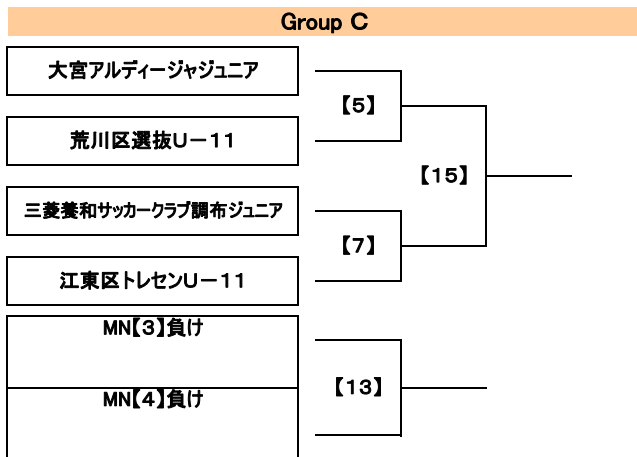 Group C
大宮アルディージャジュニア
【5】
荒川区選抜U－11
【15】
三菱養和サッカークラブ調布ジュニア
【7】
江東区トレセンU－11
MN【3】負け
【13】
MN【4】負け